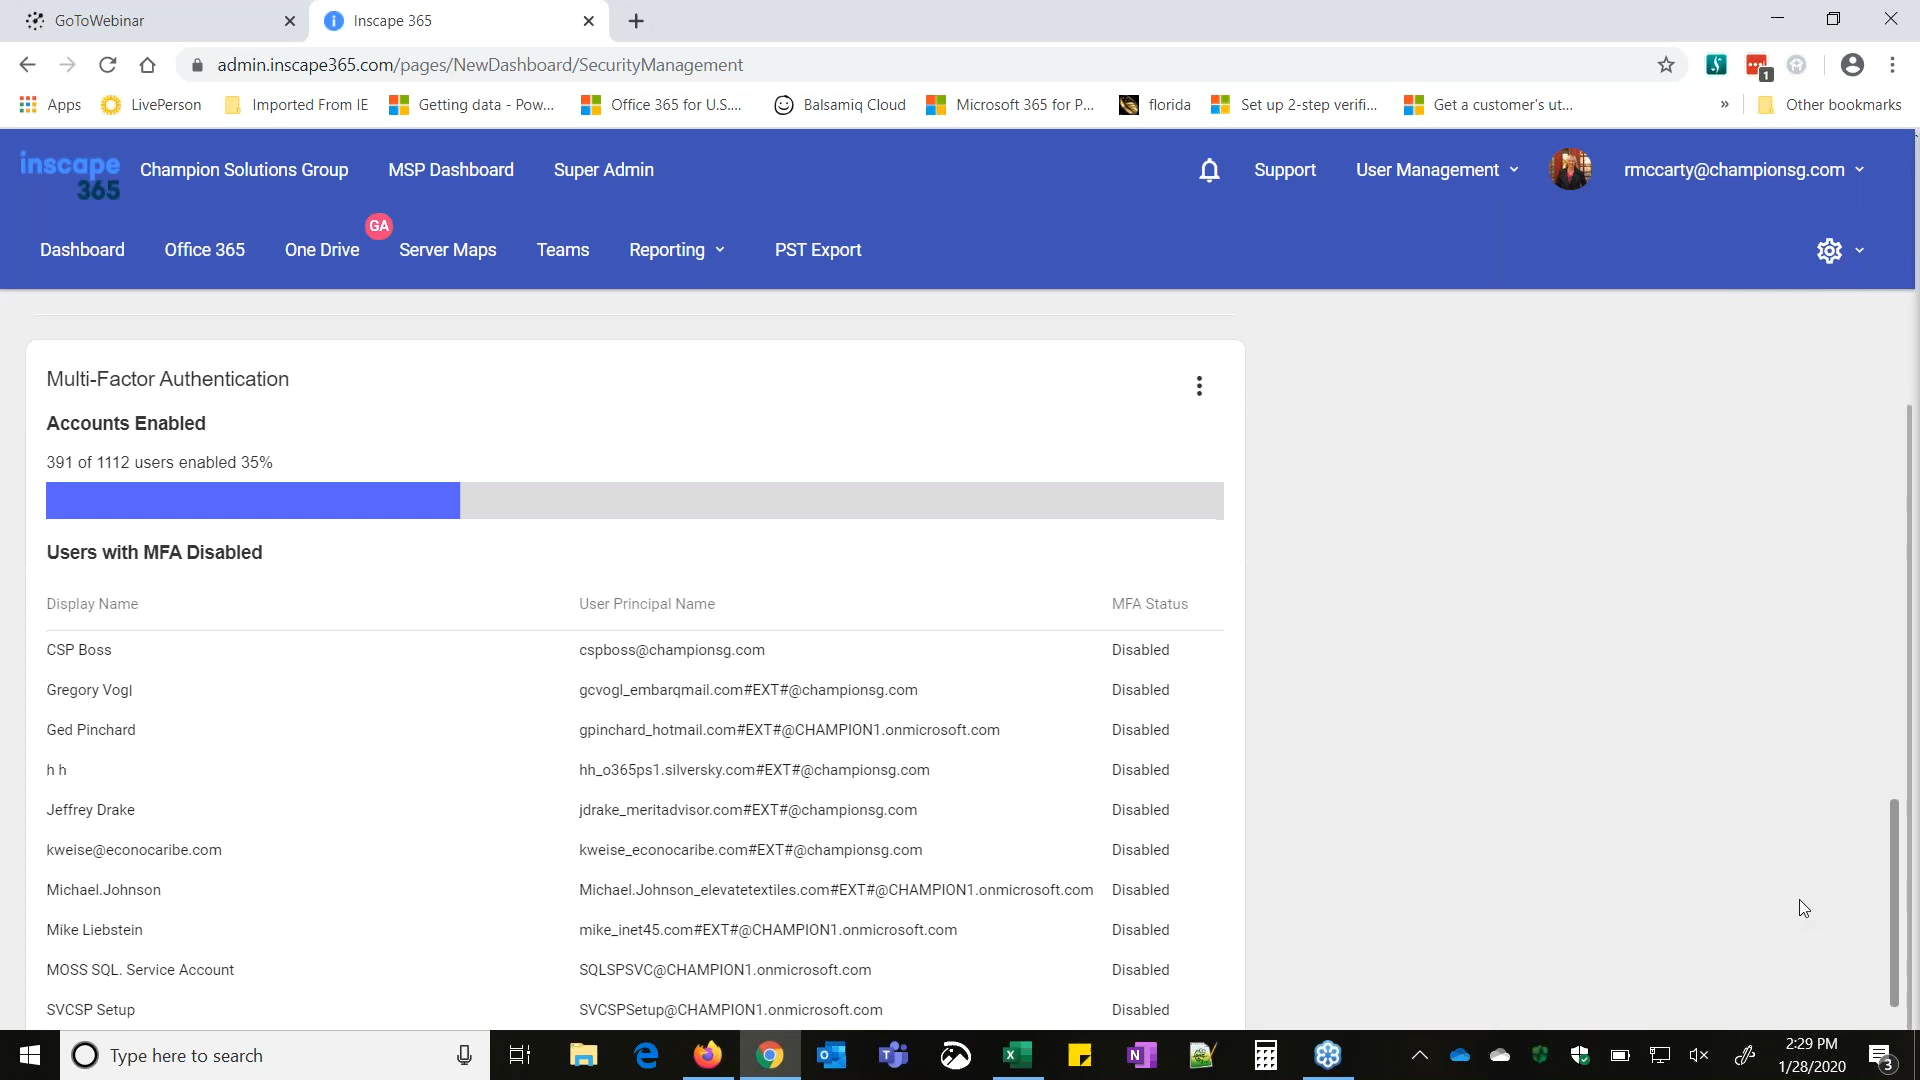 GoToWebinar
Inscape 365
admin.inscape365.com/pages/NewDashboard/SecurityManagement
1
Apps LivePerson Imported From IE Getting data - Pow... Office 365 for U.S.... Balsamiq Cloud Microsoft 365 for P... florida Set up 2-step verifi... Get a customer's ut... » Other bookmarks
inscape
365
Champion Solutions Group MSP Dashboard Super Admin Support User Management rmccarty@championsg.com
GA
Dashboard Office 365 One Drive Server Maps Teams Reporting PST Export
Multi-Factor Authentication
Accounts Enabled
391 of 1112 users enabled 35%
Users with MFA Disabled
Display Name User Principal Name MFA Status
CSP Boss cspboss@championsg.com Disabled
Gregory Vogl gcvogl_embarqmail.com#EXT#@championsg.com Disabled
Ged Pinchard gpinchard_hotmail.com#EXT#@CHAMPION1.onmicrosoft.com Disabled
h h hh_o365ps1.silversky.com#EXT#@championsg.com Disabled
Jeffrey Drake jdrake_meritadvisor.com#EXT#@championsg.com Disabled
kweise@econocaribe.com kweise_econocaribe.com#EXT#@championsg.com Disabled
Michael.Johnson Michael.Johnson_elevatetextiles.com#EXT#@CHAMPION1.onmicrosoft.com Disabled
Mike Liebstein mike_inet45.com#EXT#@CHAMPION1.onmicrosoft.com Disabled
MOSS SQL. Service Account SQLSPSVC@CHAMPION1.onmicrosoft.com Disabled
SVCSP Setup SVCSPSetup@CHAMPION1.onmicrosoft.com Disabled
Type here to search
2:29 PM
1/28/2020
3